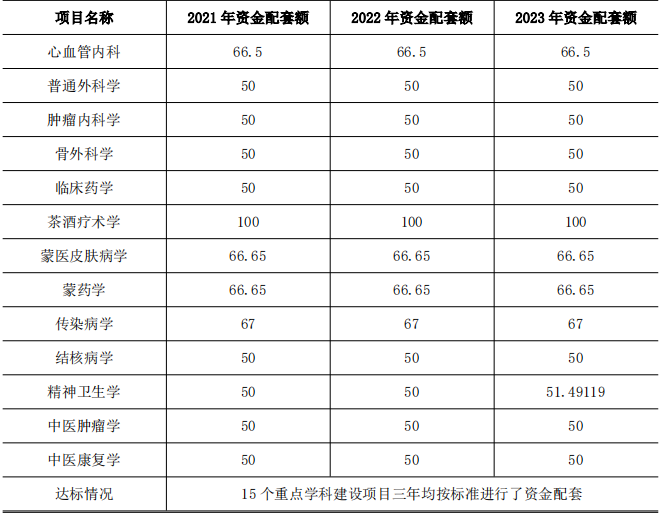 项目名称 2021 年资金配套额 2022 年资金配套额 2023 年资金配套额
心血管内科 66.5 66.5 66.5
普通外科学 50 50 50
肿瘤内科学 50 50 50
骨外科学 50 50 50
临床药学 50 50 50
茶酒疗术学 100 100 100
蒙医皮肤病学 66.65 66.65 66.65
蒙药学 66.65 66.65 66.65
传染病学 67 67 67
结核病学 50 50 50
精神卫生学 50 50 51.49119
中医肿瘤学 50 50 50
中医康复学 50 50 50
达标情况 15 个重点学科建设项目三年均按标准进行了资金配套